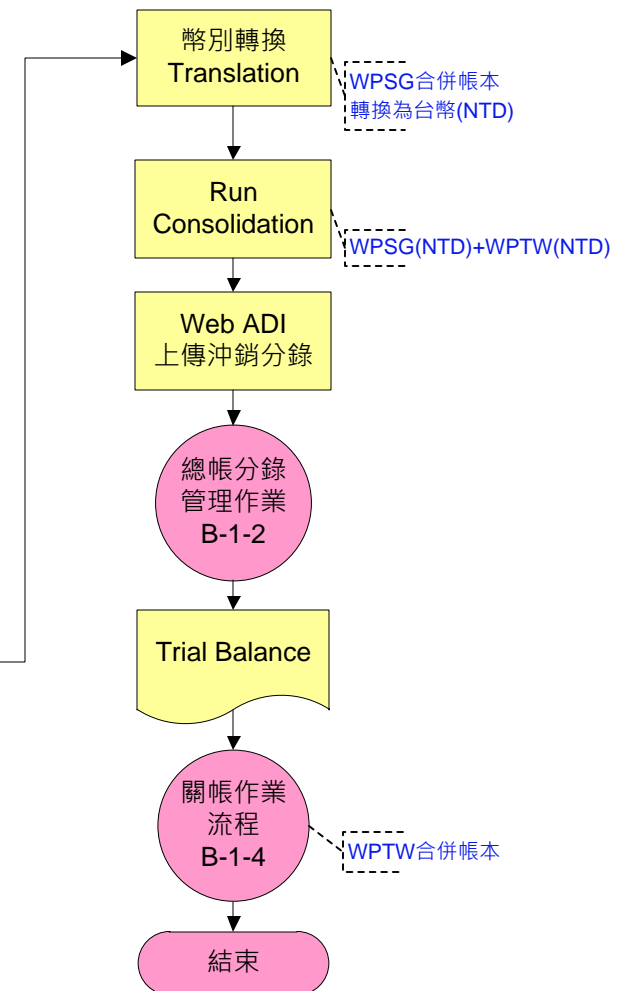 幣別轉換
Translation
WPSG合併帳本
轉換為台幣(NTD)
Run
Consolidation
WPSG(NTD)+WPTW(NTD)
Web ADI
上傳沖銷分錄
總帳分錄
管理作業
B-1-2
Trial Balance
關帳作業
流程
B-1-4
WPTW合併帳本
結束